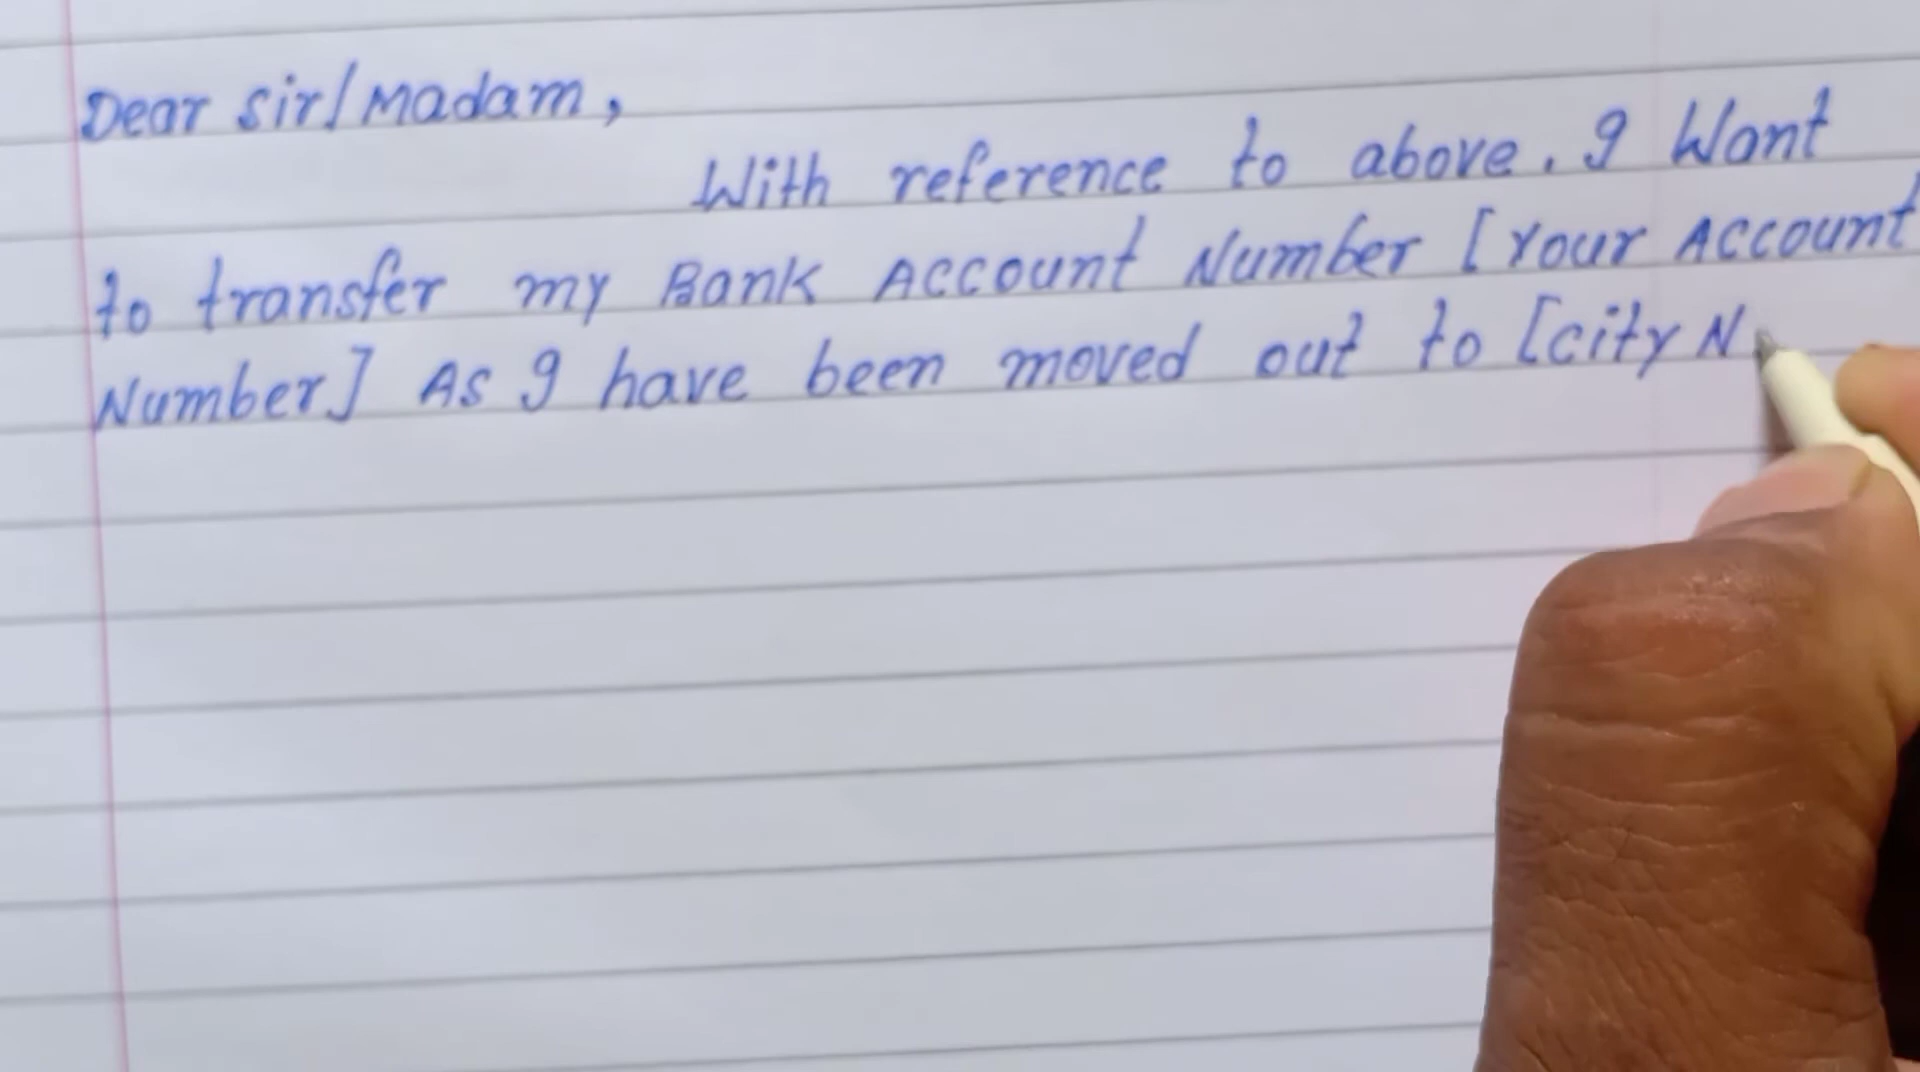 Dear Sir/Madam,
With reference to above. I Want
to transfer my Bank Account Number [Your Account
Number] As I have been moved out to [city N